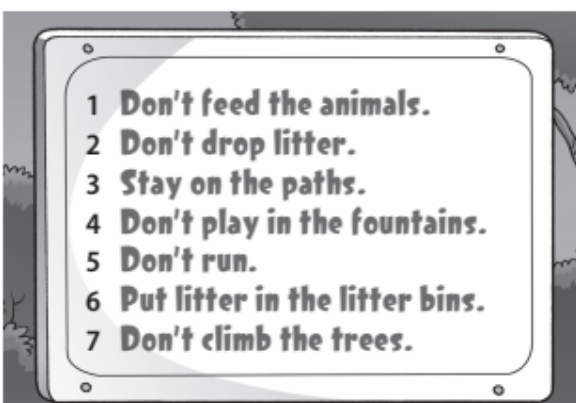 1 Don't feed the animals.
2 Don't drop litter.
3 Stay on the paths.
4 Don't play in the fountains.
5 Don't run.
6 Put litter in the litter bins.
7 Don't climb the trees.